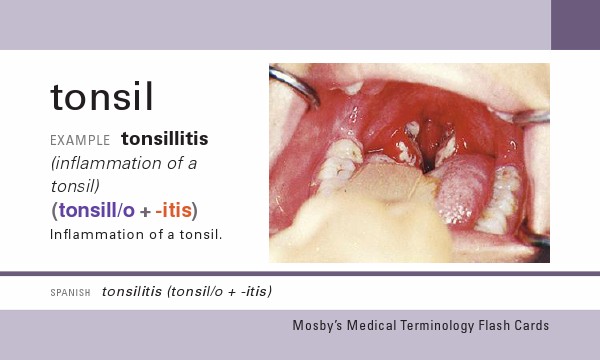 tonsil
EXAMPLE tonsillitis
(inflammation of a
tonsil)
(tonsill/o + -itis)
Inflammation of a tonsil.
SPANISH tonsilitis (tonsil/o + -itis)
Mosby's Medical Terminology Flash Cards